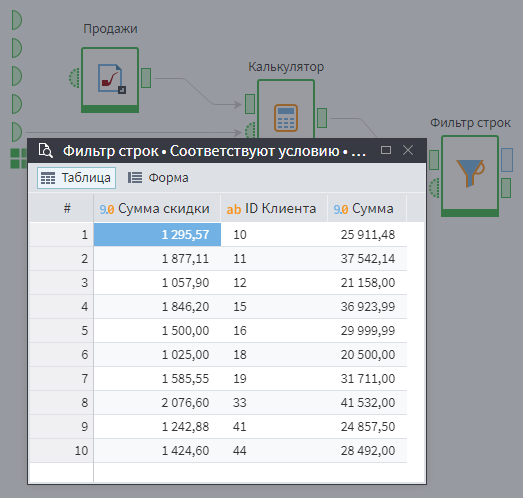 Продажи
Калькулятор
Фильтр строк
Фильтр строк • Соответствуют условию • ...
Таблица Форма
# 9.0 Сумма скидки ab ID Клиента 9.0 Сумма
1 1 295,57 10 25 911,48
2 1 877,11 11 37 542,14
3 1 057,90 12 21 158,00
4 1 846,20 15 36 923,99
5 1 500,00 16 29 999,99
6 1 025,00 18 20 500,00
7 1 585,55 19 31 711,00
8 2 076,60 33 41 532,00
9 1 242,88 41 24 857,50
10 1 424,60 44 28 492,00